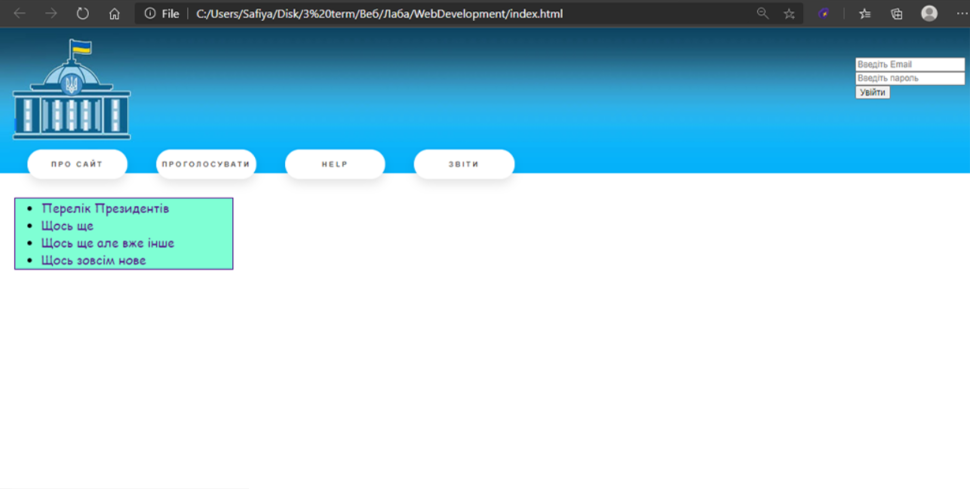 File
C:/Users/Safiya/Disk/3%20term/Веб/Лаба/WebDevelopment/index.html
Введіть Email
Введіть пароль
Увійти
ПРО САЙТ
ПРОГОЛОСУВАТИ
HELP
ЗВІТИ
Перелік Президентів
Щось ще
Щось ще але вже інше
Щось зовсім нове